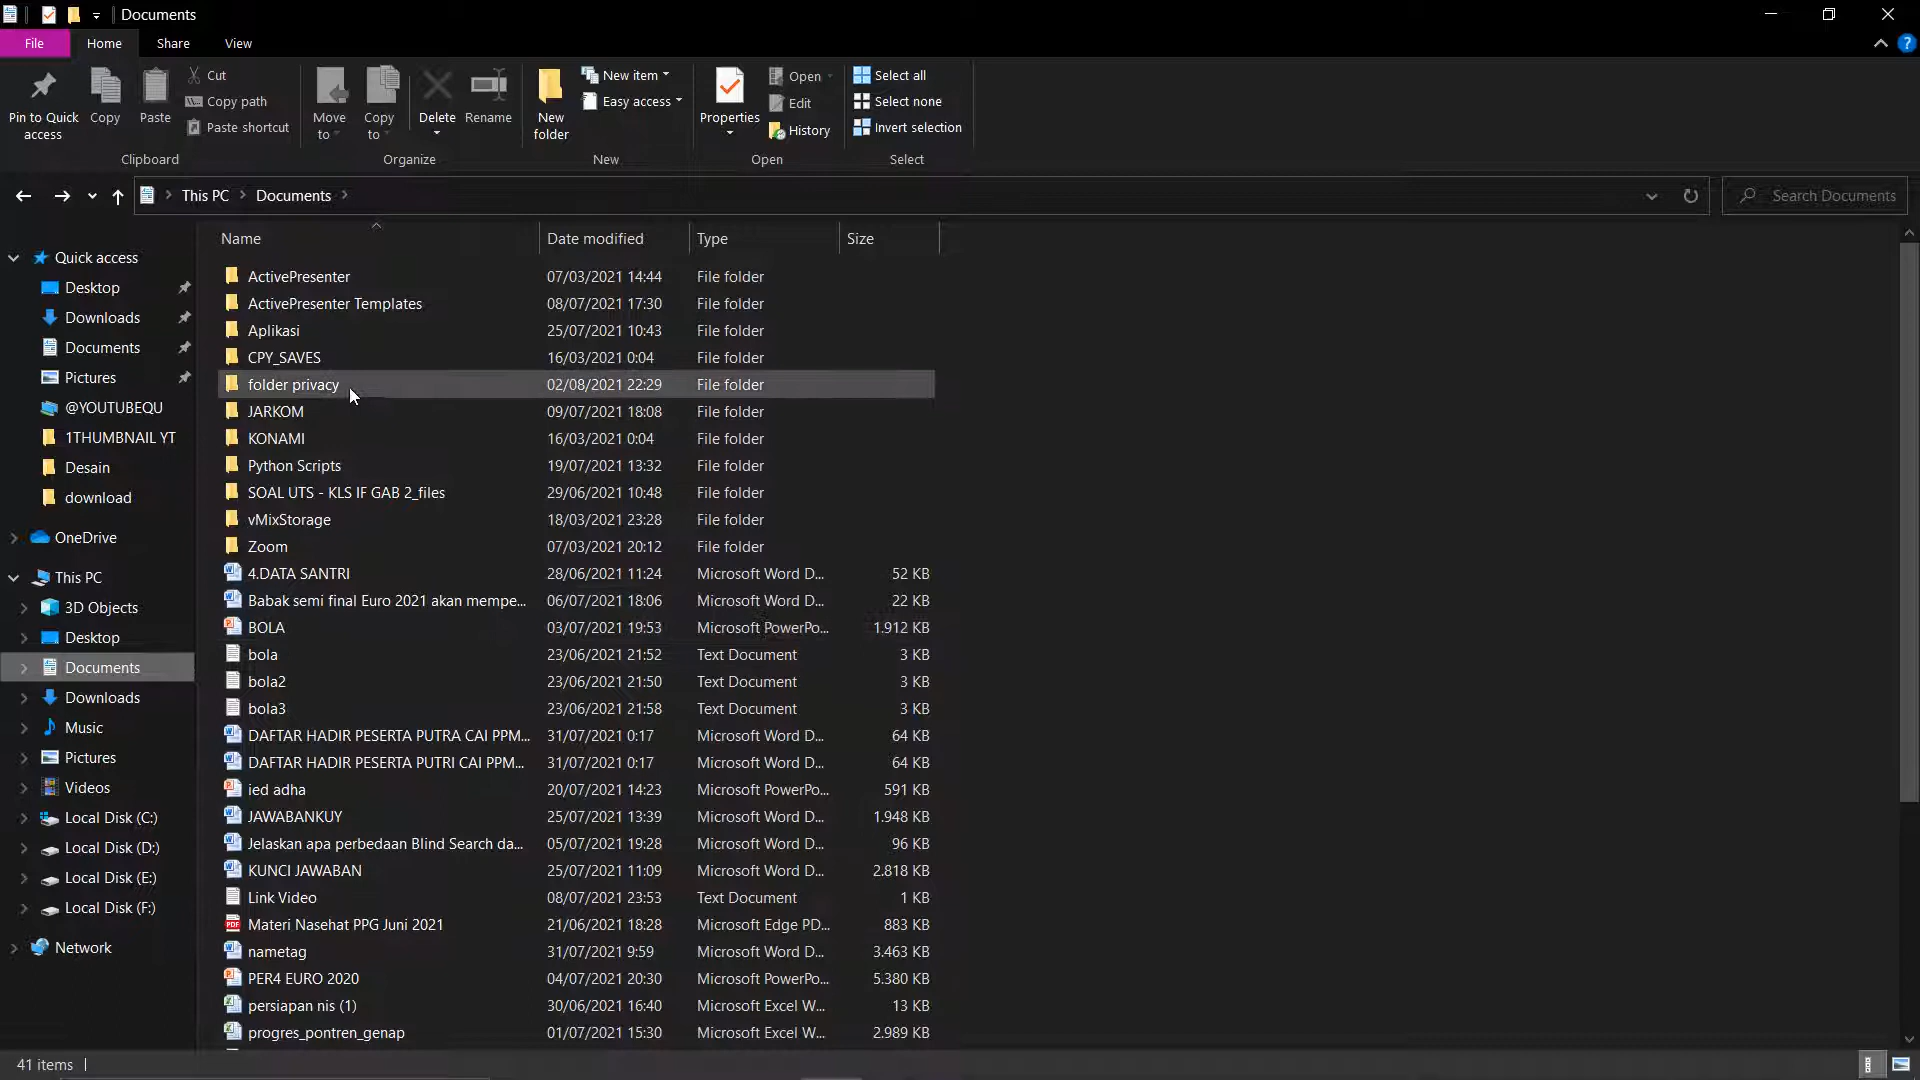 Documents
File Home Share View
Pin to Quick access
Copy
Paste
Cut
Copy path
Paste shortcut
Clipboard
Move to
Copy to
Delete
Rename
Organize
New folder
New item
Easy access
New
Properties
Open
Edit
History
Open
Select all
Select none
Invert selection
Select
This PC Documents
Search Documents
Quick access
Desktop
Downloads
Documents
Pictures
@YOUTUBEQU
1THUMBNAIL YT
Desain
download
OneDrive
This PC
3D Objects
Desktop
Documents
Downloads
Music
Pictures
Videos
Local Disk (C:)
Local Disk (D:)
Local Disk (E:)
Local Disk (F:)
Network
Name Date modified Type Size
ActivePresenter 07/03/2021 14:44 File folder
ActivePresenter Templates 08/07/2021 17:30 File folder
Aplikasi 25/07/2021 10:43 File folder
CPY_SAVES 16/03/2021 0:04 File folder
folder privacy 02/08/2021 22:29 File folder
JARKOM 09/07/2021 18:08 File folder
KONAMI 16/03/2021 0:04 File folder
Python Scripts 19/07/2021 13:32 File folder
SOAL UTS - KLS IF GAB 2_files 29/06/2021 10:48 File folder
vMixStorage 18/03/2021 23:28 File folder
Zoom 07/03/2021 20:12 File folder
4.DATA SANTRI 28/06/2021 11:24 Microsoft Word D... 52 KB
Babak semi final Euro 2021 akan mempe... 06/07/2021 18:06 Microsoft Word D... 22 KB
BOLA 03/07/2021 19:53 Microsoft PowerPo... 1.912 KB
bola 23/06/2021 21:52 Text Document 3 KB
bola2 23/06/2021 21:50 Text Document 3 KB
bola3 23/06/2021 21:58 Text Document 3 KB
DAFTAR HADIR PESERTA PUTRA CAI PPM... 31/07/2021 0:17 Microsoft Word D... 64 KB
DAFTAR HADIR PESERTA PUTRI CAI PPM... 31/07/2021 0:17 Microsoft Word D... 64 KB
ied adha 20/07/2021 14:23 Microsoft PowerPo... 591 KB
JAWABANKUY 25/07/2021 13:39 Microsoft Word D... 1.948 KB
Jelaskan apa perbedaan Blind Search da... 05/07/2021 19:28 Microsoft Word D... 96 KB
KUNCI JAWABAN 25/07/2021 11:09 Microsoft Word D... 2.818 KB
Link Video 08/07/2021 23:53 Text Document 1 KB
Materi Nasehat PPG Juni 2021 21/06/2021 18:28 Microsoft Edge PD... 883 KB
nametag 31/07/2021 9:59 Microsoft Word D... 3.463 KB
PER4 EURO 2020 04/07/2021 20:30 Microsoft PowerPo... 5.380 KB
persiapan nis (1) 30/06/2021 16:40 Microsoft Excel W... 13 KB
progres_pontren_genap 01/07/2021 15:30 Microsoft Excel W... 2.989 KB
41 items